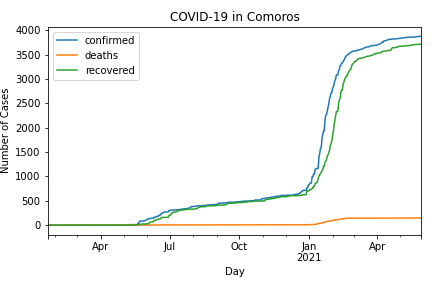 COVID-19 in Comoros
confirmed
deaths
recovered
Number of Cases
4000
3500
3000
2500
2000
1500
1000
500
0
Apr
Jul
Oct
Jan
2021
Apr
Day